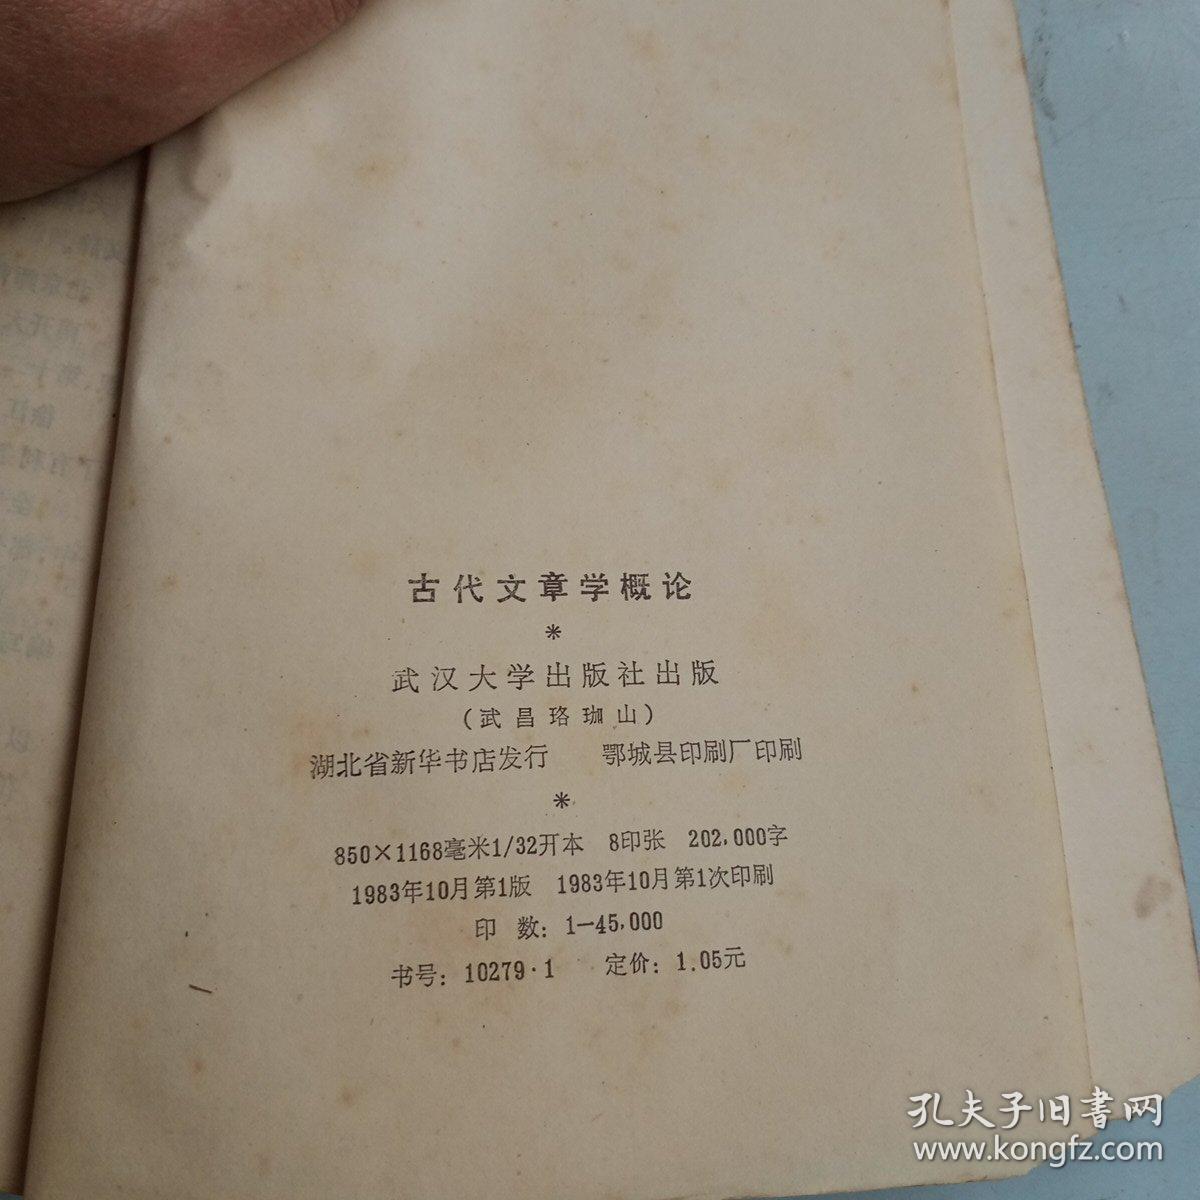 古代文章学概论
*
武汉大学出版社出版
(武昌珞珈山)
湖北省新华书店发行 鄂城县印刷厂印刷
*
850×1168毫米1/32开本 8印张 202,000字
1983年10月第1版 1983年10月第1次印刷
印 数: 1—45,000
书号: 10279·1 定价: 1.05元
孔夫子旧書网
www.kongfz.com